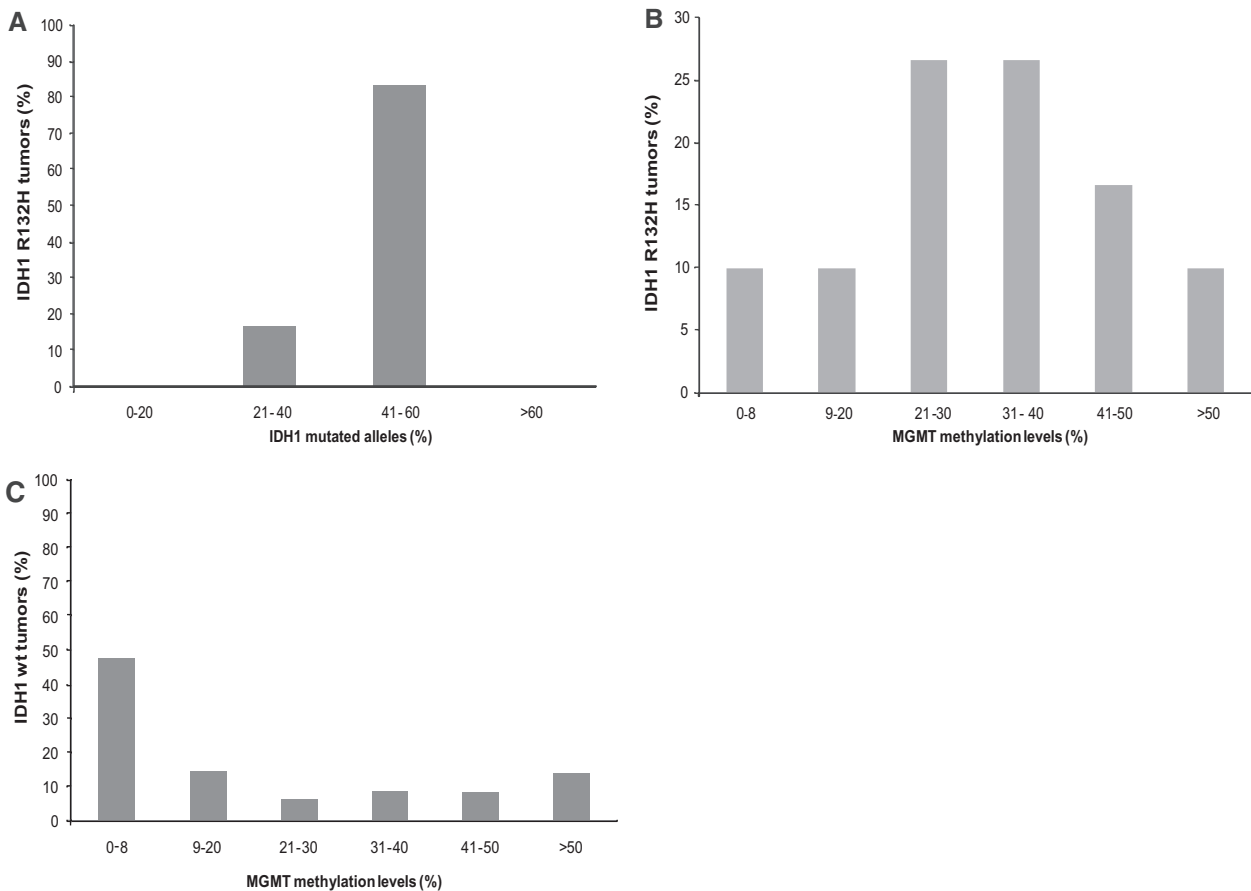 A
IDH1 R132H tumors (%)
100
90
80
70
60
50
40
30
20
10
0
0-20 21- 40 41- 60 >60
IDH1 mutated alleles (%)
B
IDH1 R132H tumors (%)
30
25
20
15
10
5
0
0-8 9-20 21-30 31- 40 41-50 >50
MGMT methylation levels (%)
C
IDH1 wt tumors (%)
100
90
80
70
60
50
40
30
20
10
0
0-8 9-20 21-30 31-40 41-50 >50
MGMT methylation levels (%)